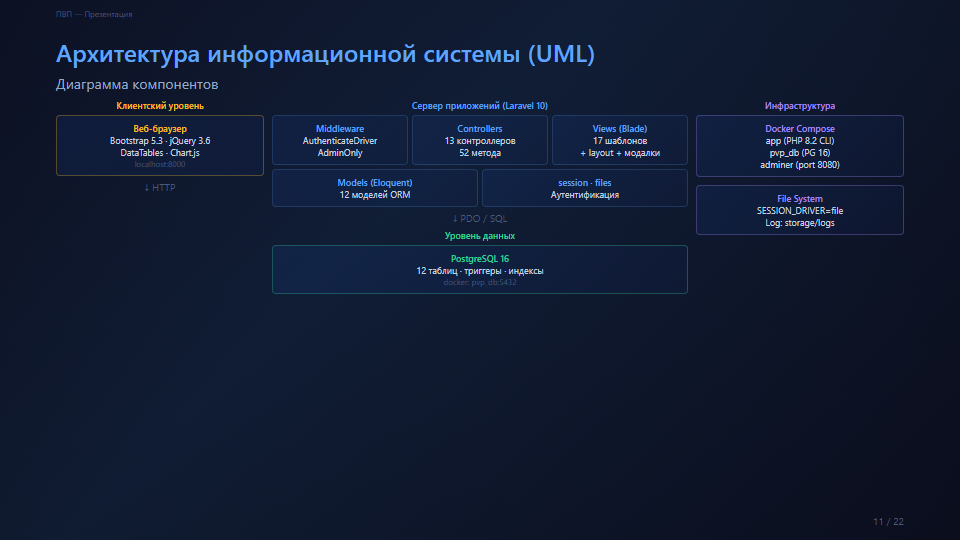 ПВП — Презентация
Архитектура информационной системы (UML)
Диаграмма компонентов
Клиентский уровень
Веб-браузер
Bootstrap 5.3 · jQuery 3.6
DataTables · Chart.js
localhost:8000
↓ HTTP
Сервер приложений (Laravel 10)
Middleware
AuthenticateDriver
AdminOnly
Controllers
13 контроллеров
52 метода
Views (Blade)
17 шаблонов
+ layout + модалки
Models (Eloquent)
12 моделей ORM
session · files
Аутентификация
↓ PDO / SQL
Уровень данных
PostgreSQL 16
12 таблиц · триггеры · индексы
docker: pvp_db:5432
Инфраструктура
Docker Compose
app (PHP 8.2 CLI)
pvp_db (PG 16)
adminer (port 8080)
File System
SESSION_DRIVER=file
Log: storage/logs
11 / 22